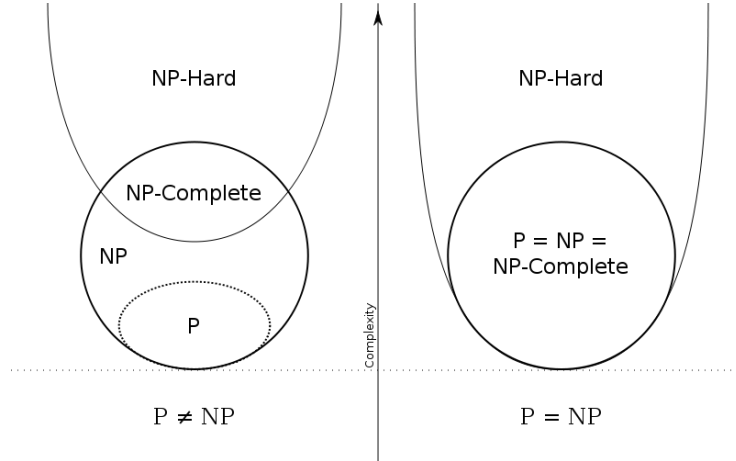 NP-Hard
NP-Complete
NP
P
P ≠ NP
Complexity
NP-Hard
P = NP =
NP-Complete
P = NP